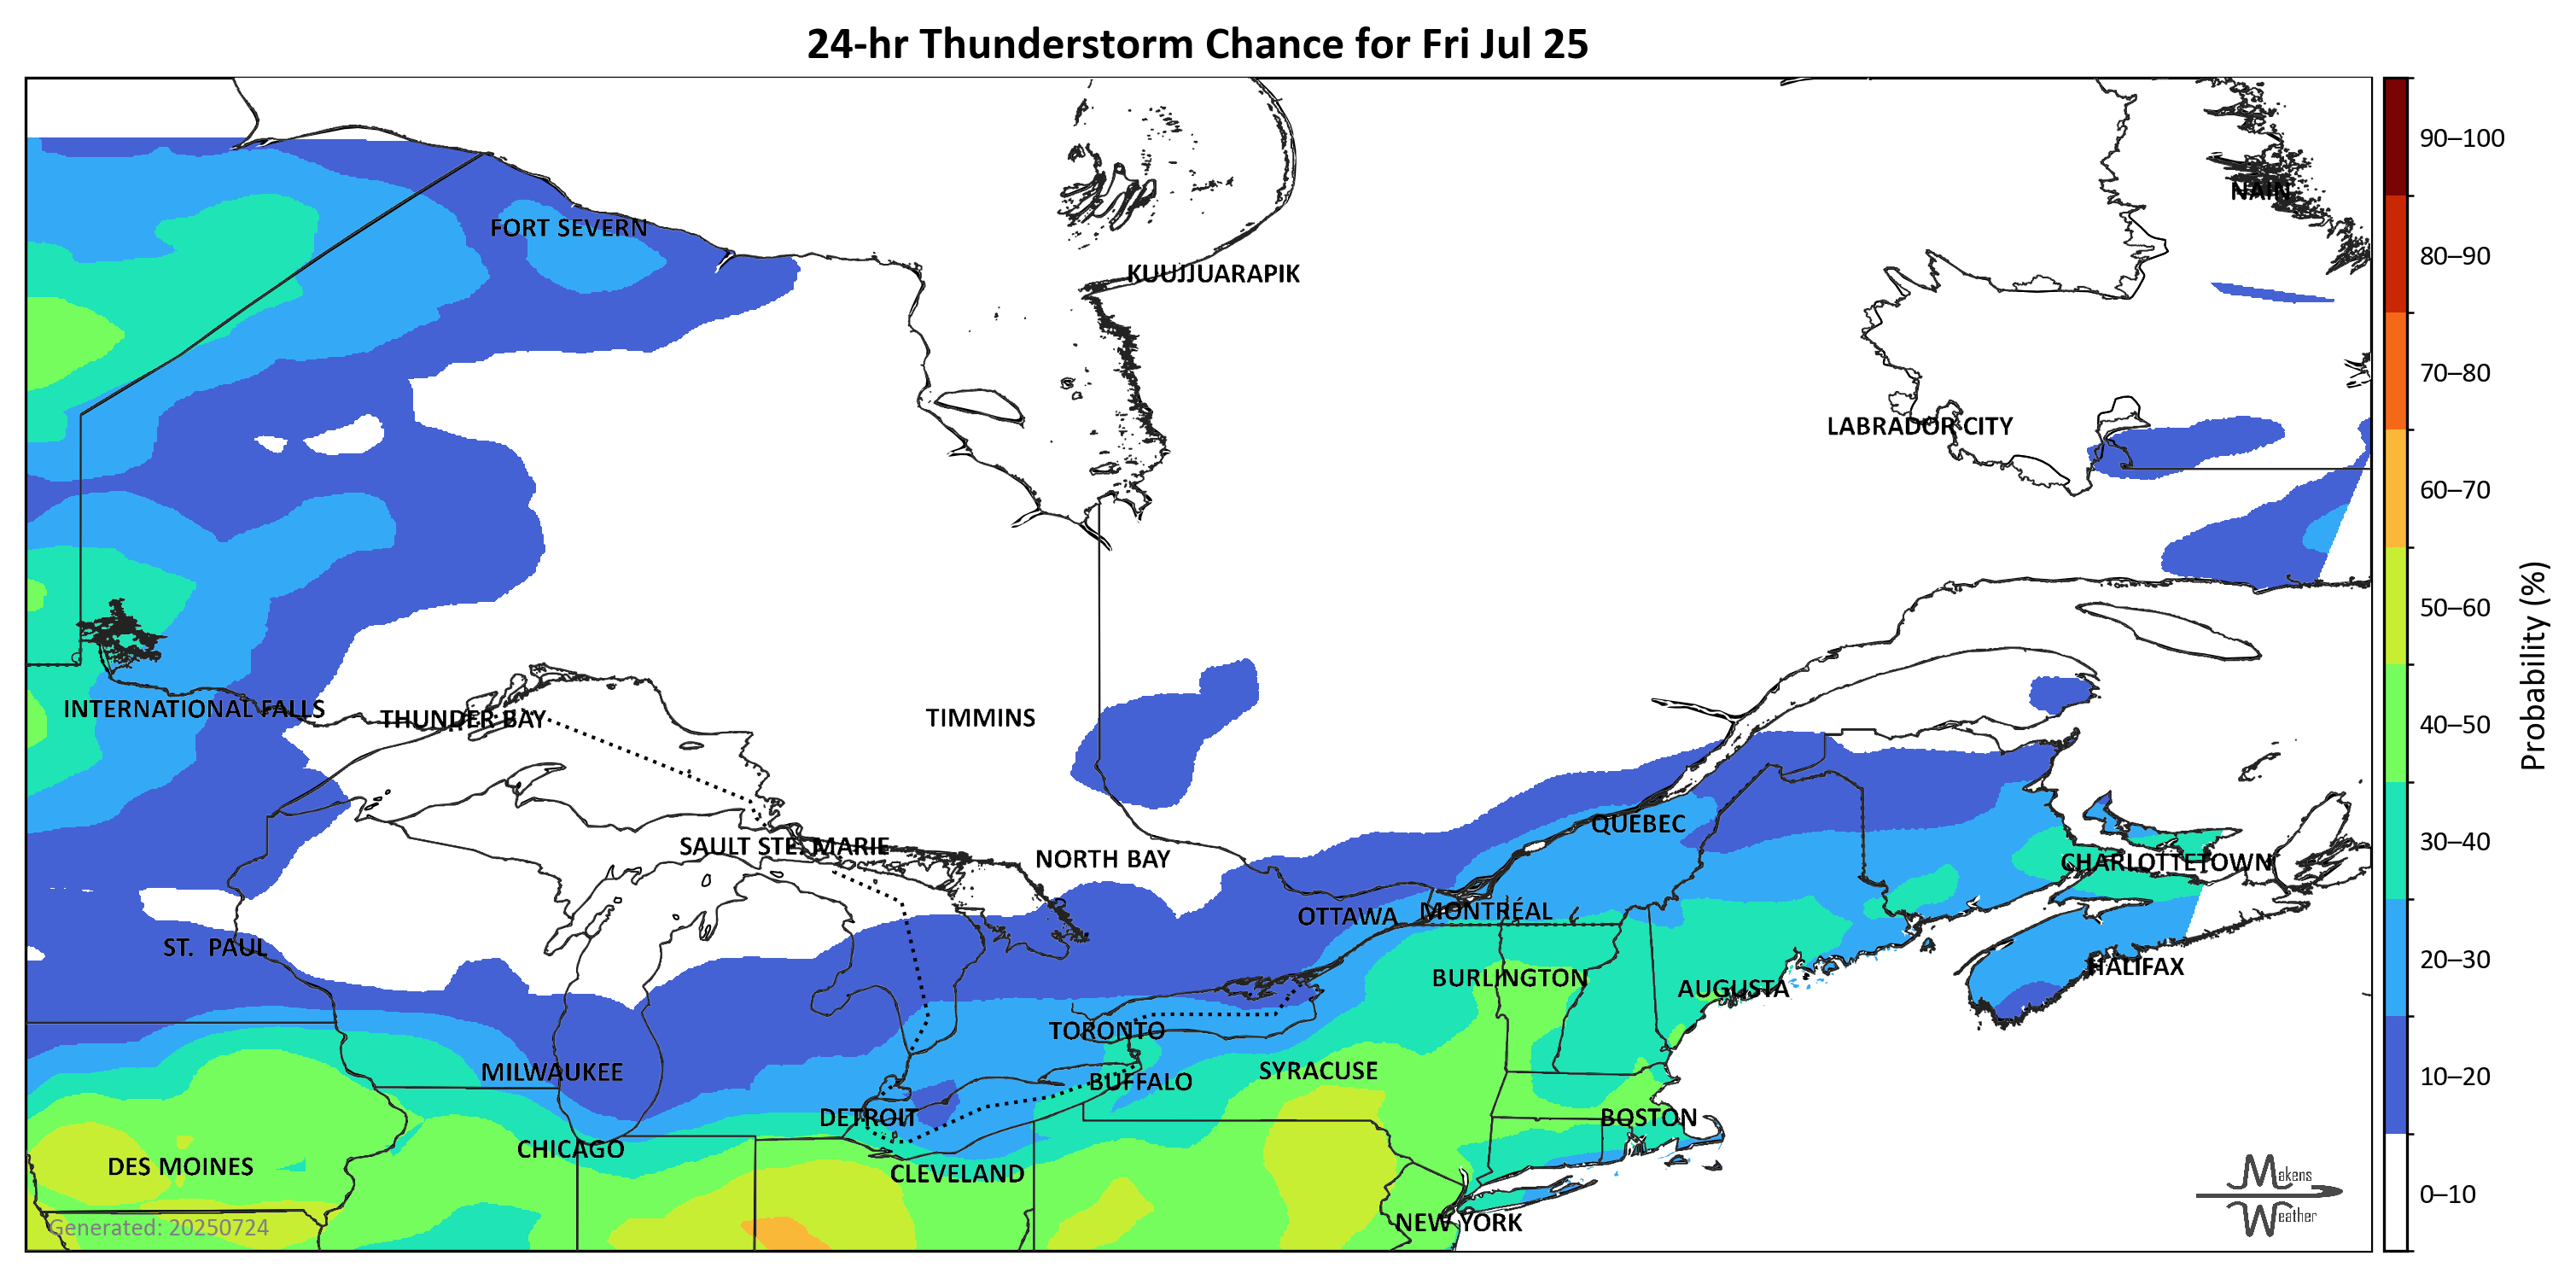 24-hr Thunderstorm Chance for Fri Jul 25
90–100
NAIN
FORT SEVERN
80–90
KUUJJUARAPIK
70–80
LABRADOR CITY
60–70
50–60
Probability (%)
INTERNATIONAL FALLS
THUNDER BAY
TIMMINS
40–50
QUEBEC
SAULT STE. MARIE
NORTH BAY
30–40
CHARLOTTETOWN
OTTAWA
MONTRÉAL
ST. PAUL
20–30
HALIFAX
BURLINGTON
AUGUSTA
TORONTO
MILWAUKEE
SYRACUSE
10–20
BUFFALO
DETROIT
BOSTON
CHICAGO
DES MOINES
CLEVELAND
Makens
0–10
Weather
NEW YORK
Generated: 20250724